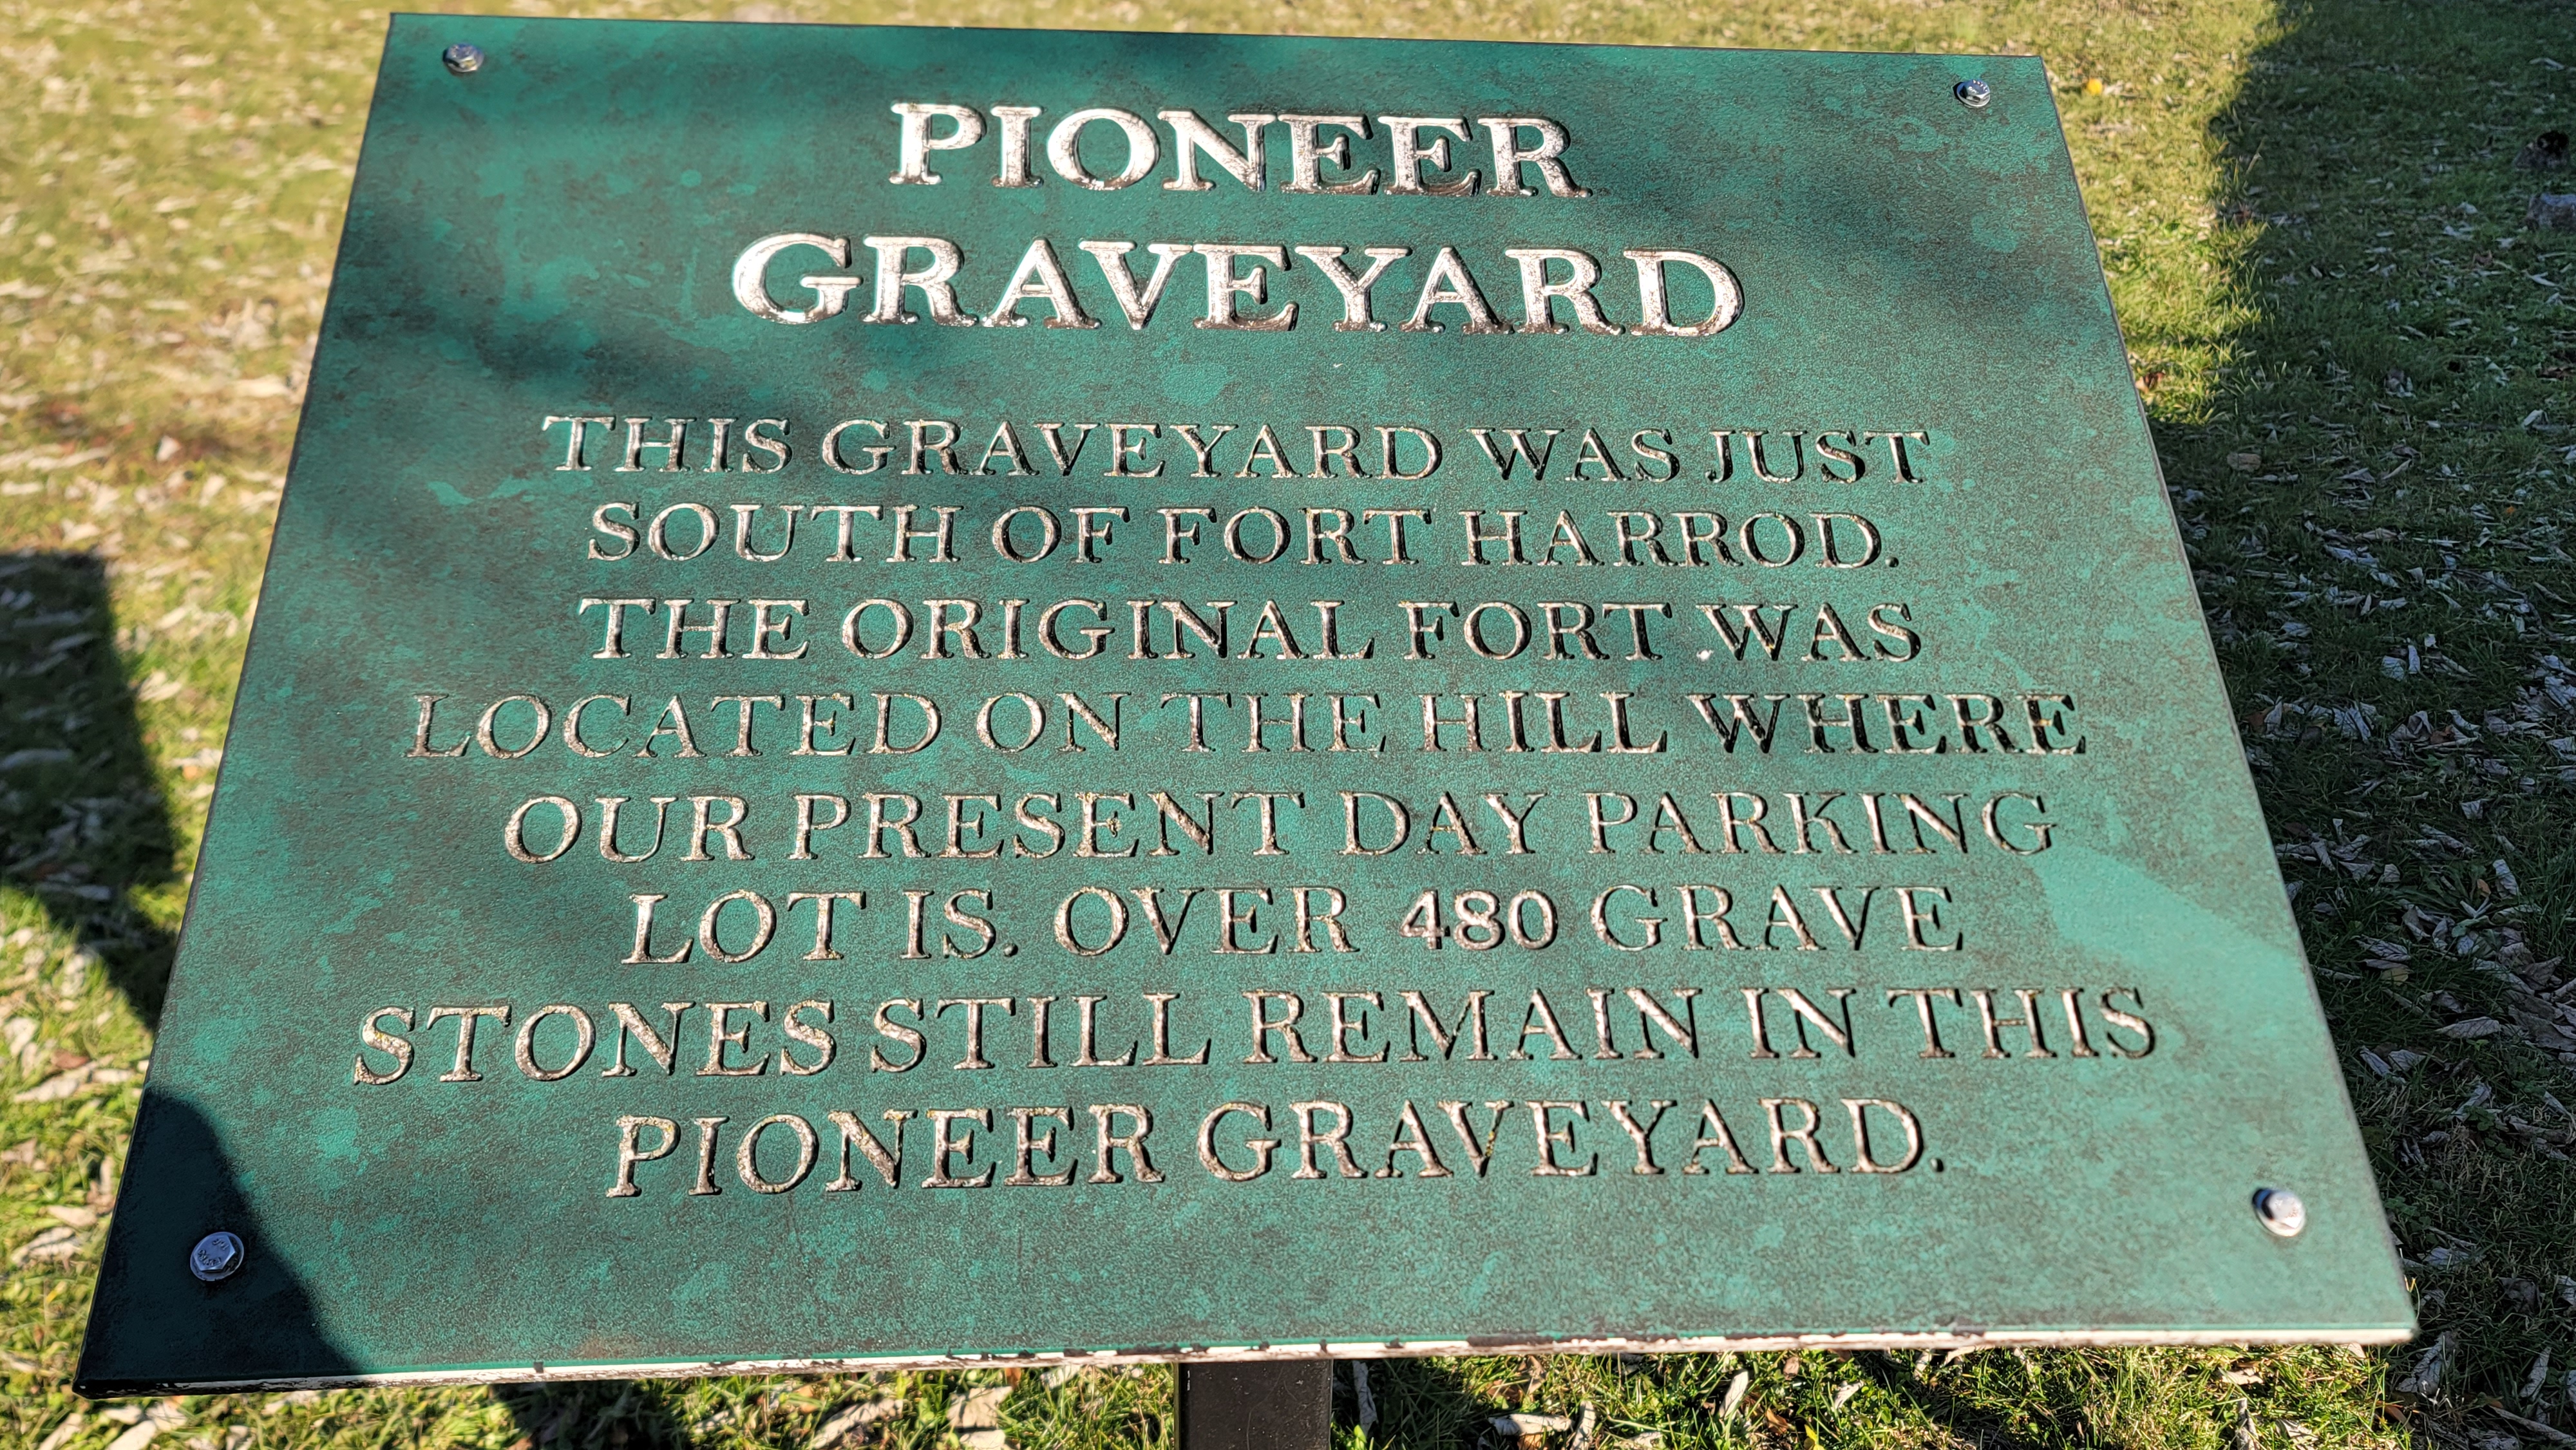 PIONEER
GRAVEYARD
THIS GRAVEYARD WAS JUST
SOUTH OF FORT HARROD.
THE ORIGINAL FORT WAS
LOCATED ON THE HILL WHERE
OUR PRESENT DAY PARKING
LOT IS. OVER 480 GRAVE
STONES STILL REMAIN IN THIS
PIONEER GRAVEYARD.